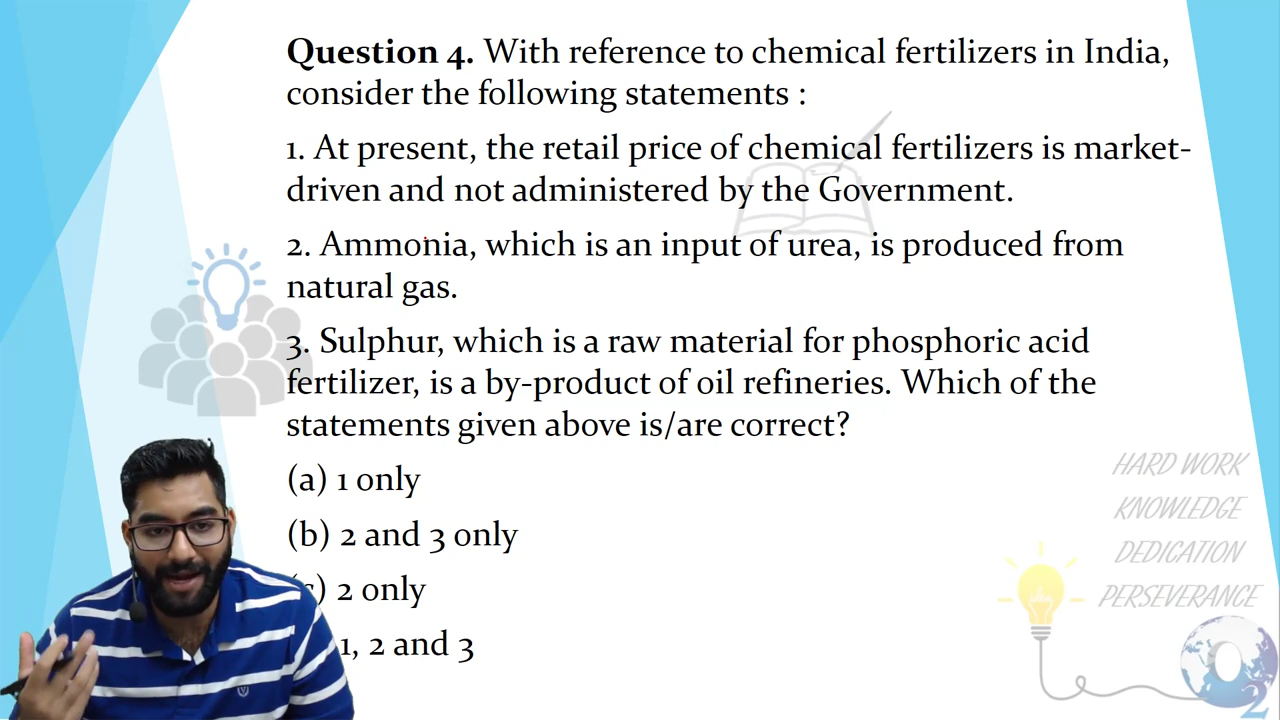 Question 4. With reference to chemical fertilizers in India,
consider the following statements :
1. At present, the retail price of chemical fertilizers is market-
driven and not administered by the Government.
2. Ammonia, which is an input of urea, is produced from
natural gas.
3. Sulphur, which is a raw material for phosphoric acid
fertilizer, is a by-product of oil refineries. Which of the
statements given above is/are correct?
(a) 1 only
(b) 2 and 3 only
) 2 only
1, 2 and 3
HARD WORK
KNOWLEDGE
DEDICATION
PERSEVERANCE
O2